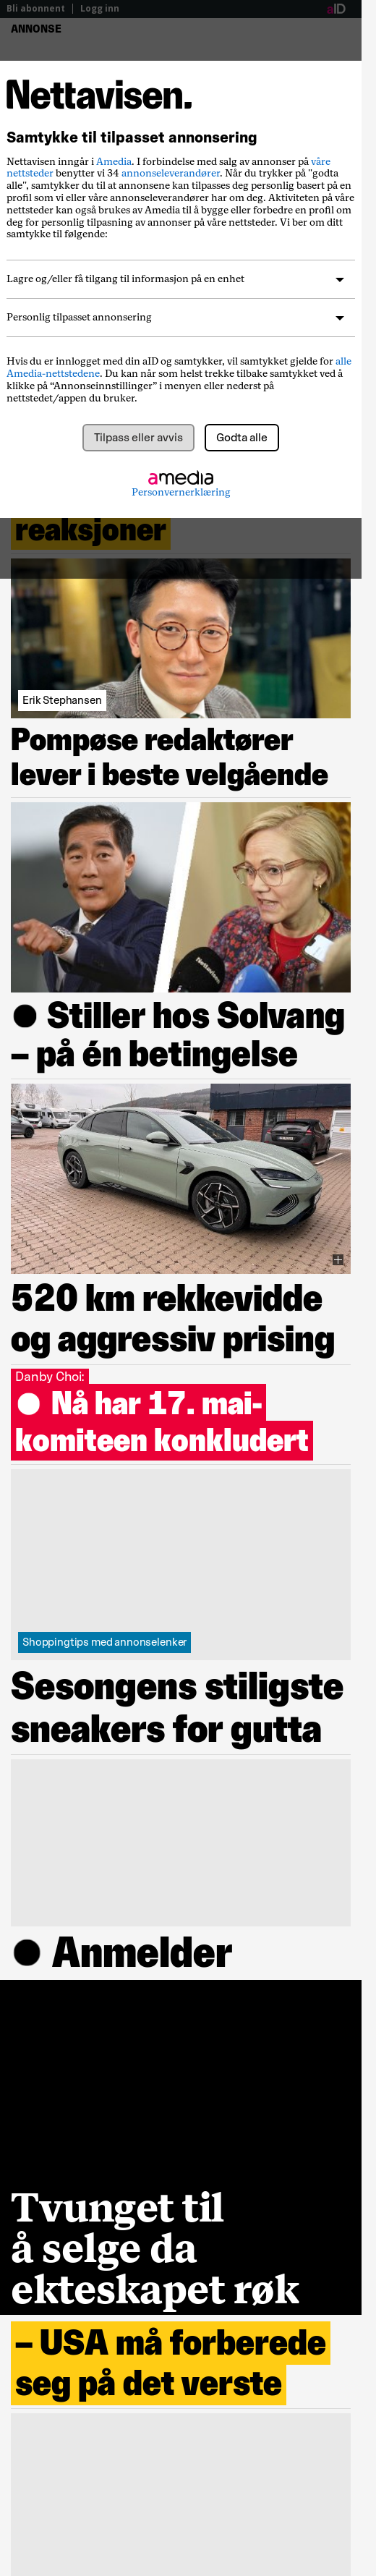 Bli abonnent | Logg inn
aID
ANNONSE
Nettavisen.
Samtykke til tilpasset annonsering
Nettavisen inngår i Amedia. I forbindelse med salg av annonser på våre
nettsteder benytter vi 34 annonseleverandører. Når du trykker på "godta
alle", samtykker du til at annonsene kan tilpasses deg personlig basert på en
profil som vi eller våre annonseleverandører har om deg. Aktiviteten på våre
nettsteder kan også brukes av Amedia til å bygge eller forbedre en profil om
deg for personlig tilpasning av annonser på våre nettsteder. Vi ber om ditt
samtykke til følgende:
Lagre og/eller få tilgang til informasjon på en enhet
Personlig tilpasset annonsering
Hvis du er innlogget med din aID og samtykker, vil samtykket gjelde for alle
Amedia-nettstedene. Du kan når som helst trekke tilbake samtykket ved å
klikke på “Annonseinnstillinger” i menyen eller nederst på
nettstedet/appen du bruker.
Tilpass eller avvis
Godta alle
amedia
Personvernerklæring
reaksjoner
Erik Stephansen
Pompøse redaktører
lever i beste velgående
Nettavisen
● Stiller hos Solvang
– på én betingelse
520 km rekkevidde
og aggressiv prising
Danby Choi:
● Nå har 17. mai-
komiteen konkludert
Shoppingtips med annonselenker
Sesongens stiligste
sneakers for gutta
● Anmelder
Tvunget til
å selge da
ekteskapet røk
– USA må forberede
seg på det verste